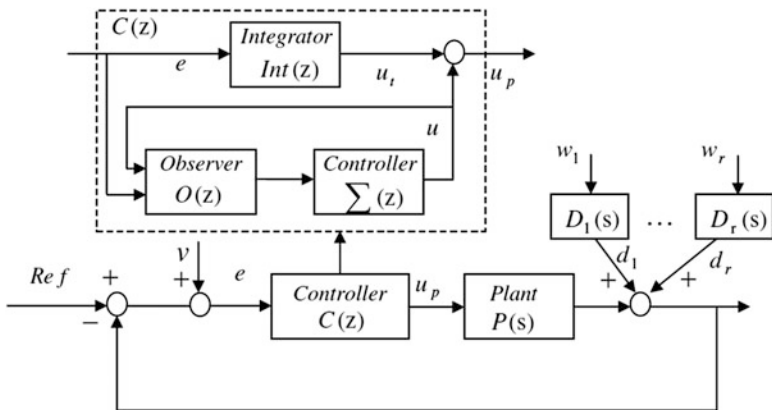 C(z)
Integrator
Int(z)
e
u_t
u_p
u
Observer
O(z)
Controller
∑(z)
w_1
w_r
D_1(s)
...
D_r(s)
d_1
d_r
Ref
+
−
v
+
e
Controller
C(z)
u_p
Plant
P(s)
+
+